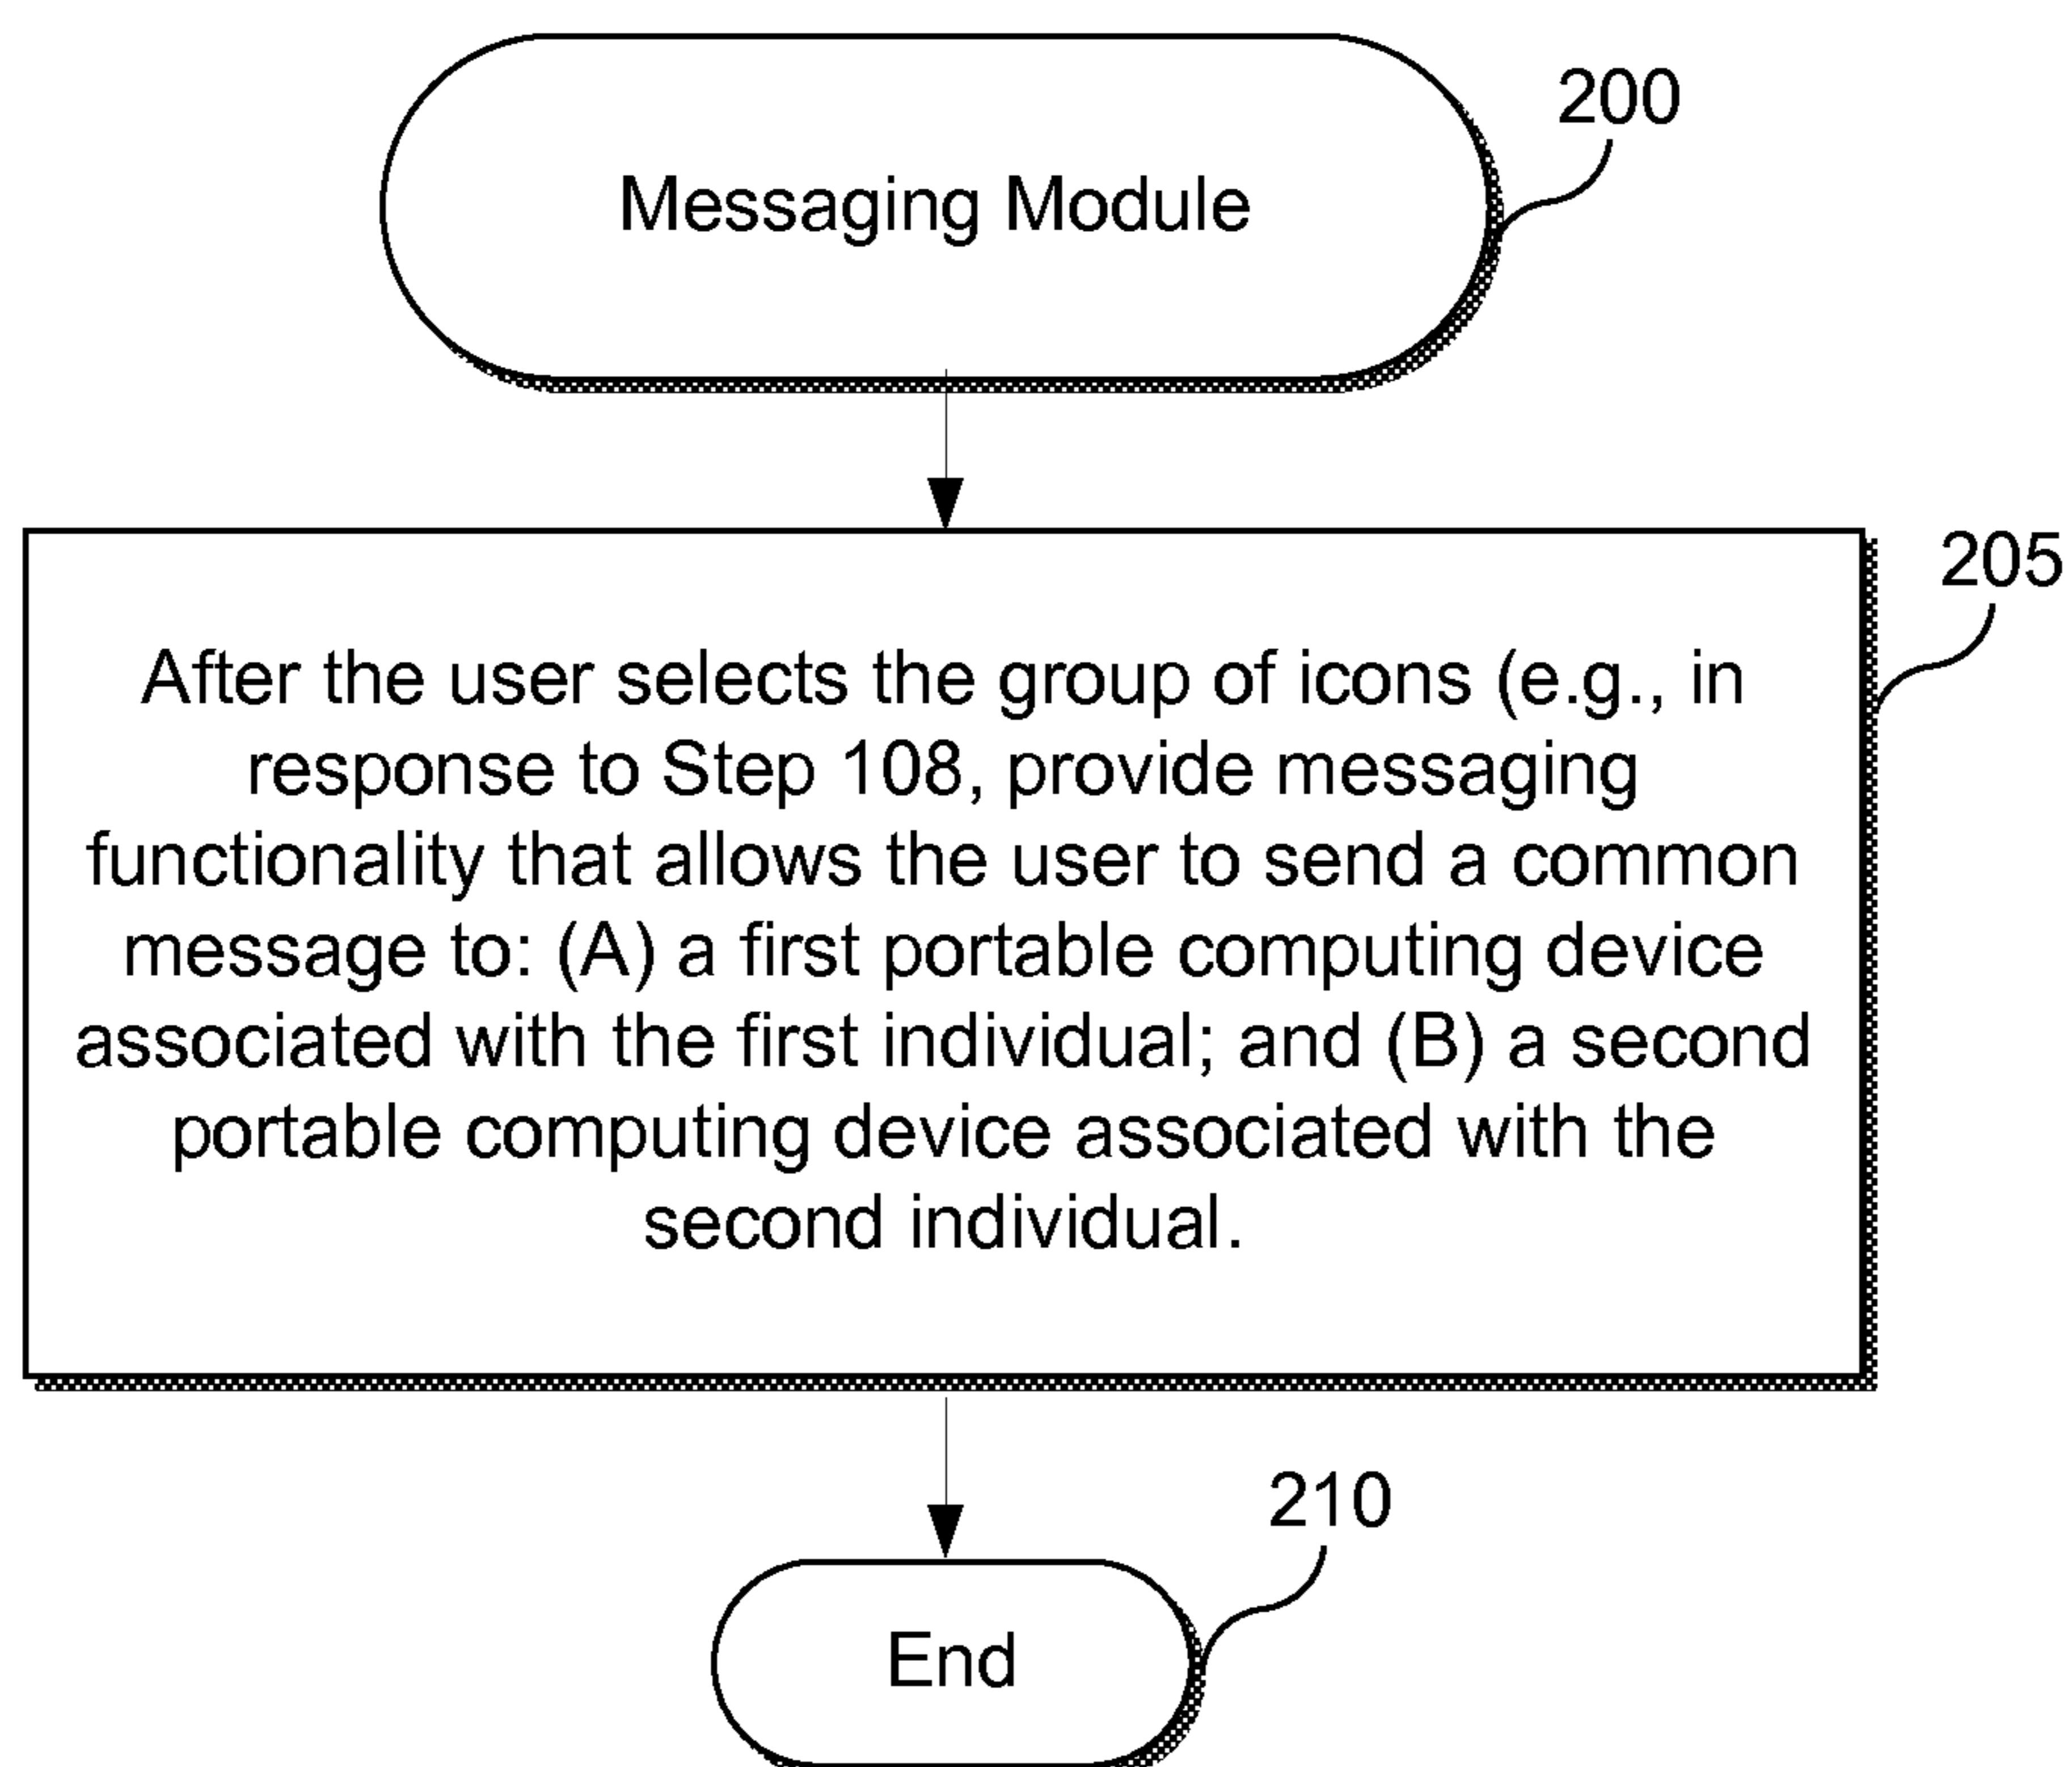 200
Messaging Module
205
After the user selects the group of icons (e.g., in
response to Step 108, provide messaging
functionality that allows the user to send a common
message to: (A) a first portable computing device
associated with the first individual; and (B) a second
portable computing device associated with the
second individual.
210
End